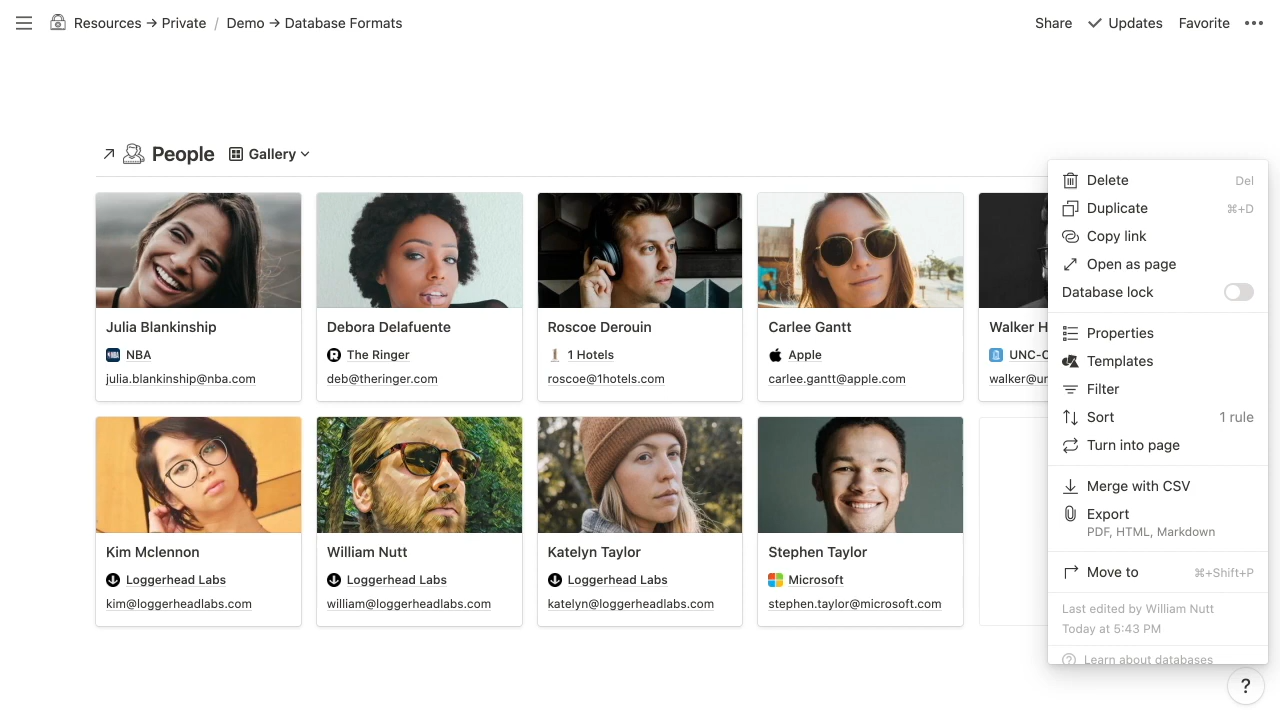 Resources → Private / Demo → Database Formats
Share Updates Favorite
People Gallery
Julia Blankinship
NBA
julia.blankinship@nba.com
Debora Delafuente
The Ringer
deb@theringer.com
Roscoe Derouin
1 Hotels
roscoe@1hotels.com
Carlee Gantt
Apple
carlee.gantt@apple.com
Walker H
UNC-C
walker@ur
Kim Mclennon
Loggerhead Labs
kim@loggerheadlabs.com
William Nutt
Loggerhead Labs
william@loggerheadlabs.com
Katelyn Taylor
Loggerhead Labs
katelyn@loggerheadlabs.com
Stephen Taylor
Microsoft
stephen.taylor@microsoft.com
Delete Del
Duplicate ⌘+D
Copy link
Open as page
Database lock
Properties
Templates
Filter
Sort 1 rule
Turn into page
Merge with CSV
Export
PDF, HTML, Markdown
Move to ⌘+Shift+P
Last edited by William Nutt
Today at 5:43 PM
Learn about databases
?